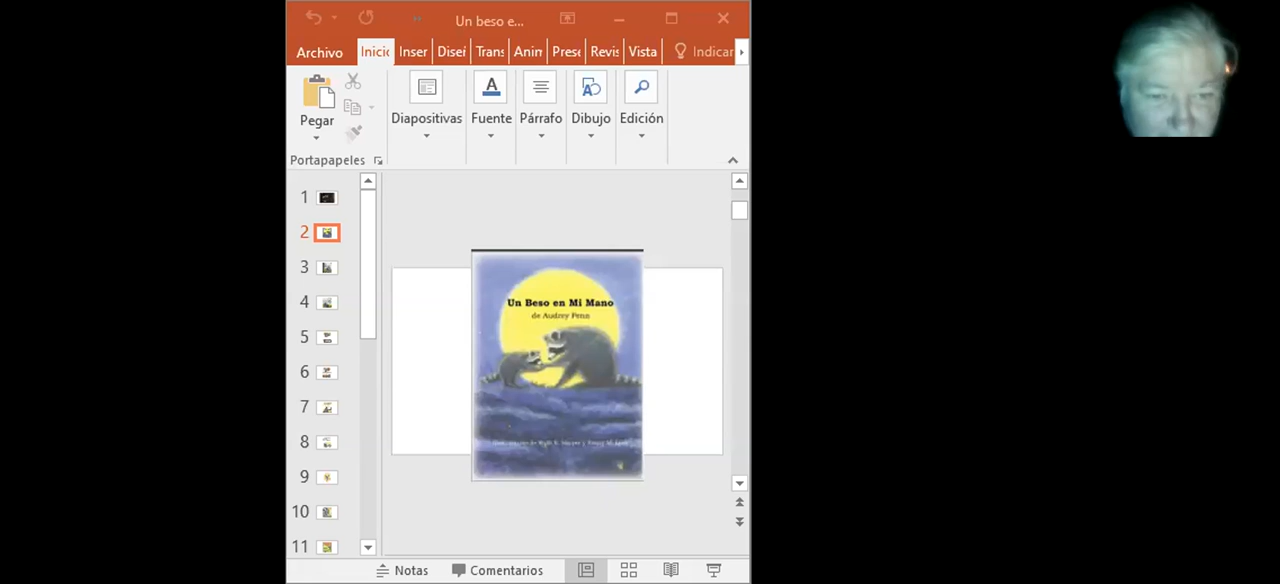 Un beso e...
Archivo Inicio Inser Diseí Trans Anim Prese Revis Vista Indicar
Pegar Diapositivas Fuente Párrafo Dibujo Edición
Portapapeles
1
2
3
4
5
6
7
8
9
10
11
Un Beso en Mi Mano
de Audrey Penn
Notas Comentarios